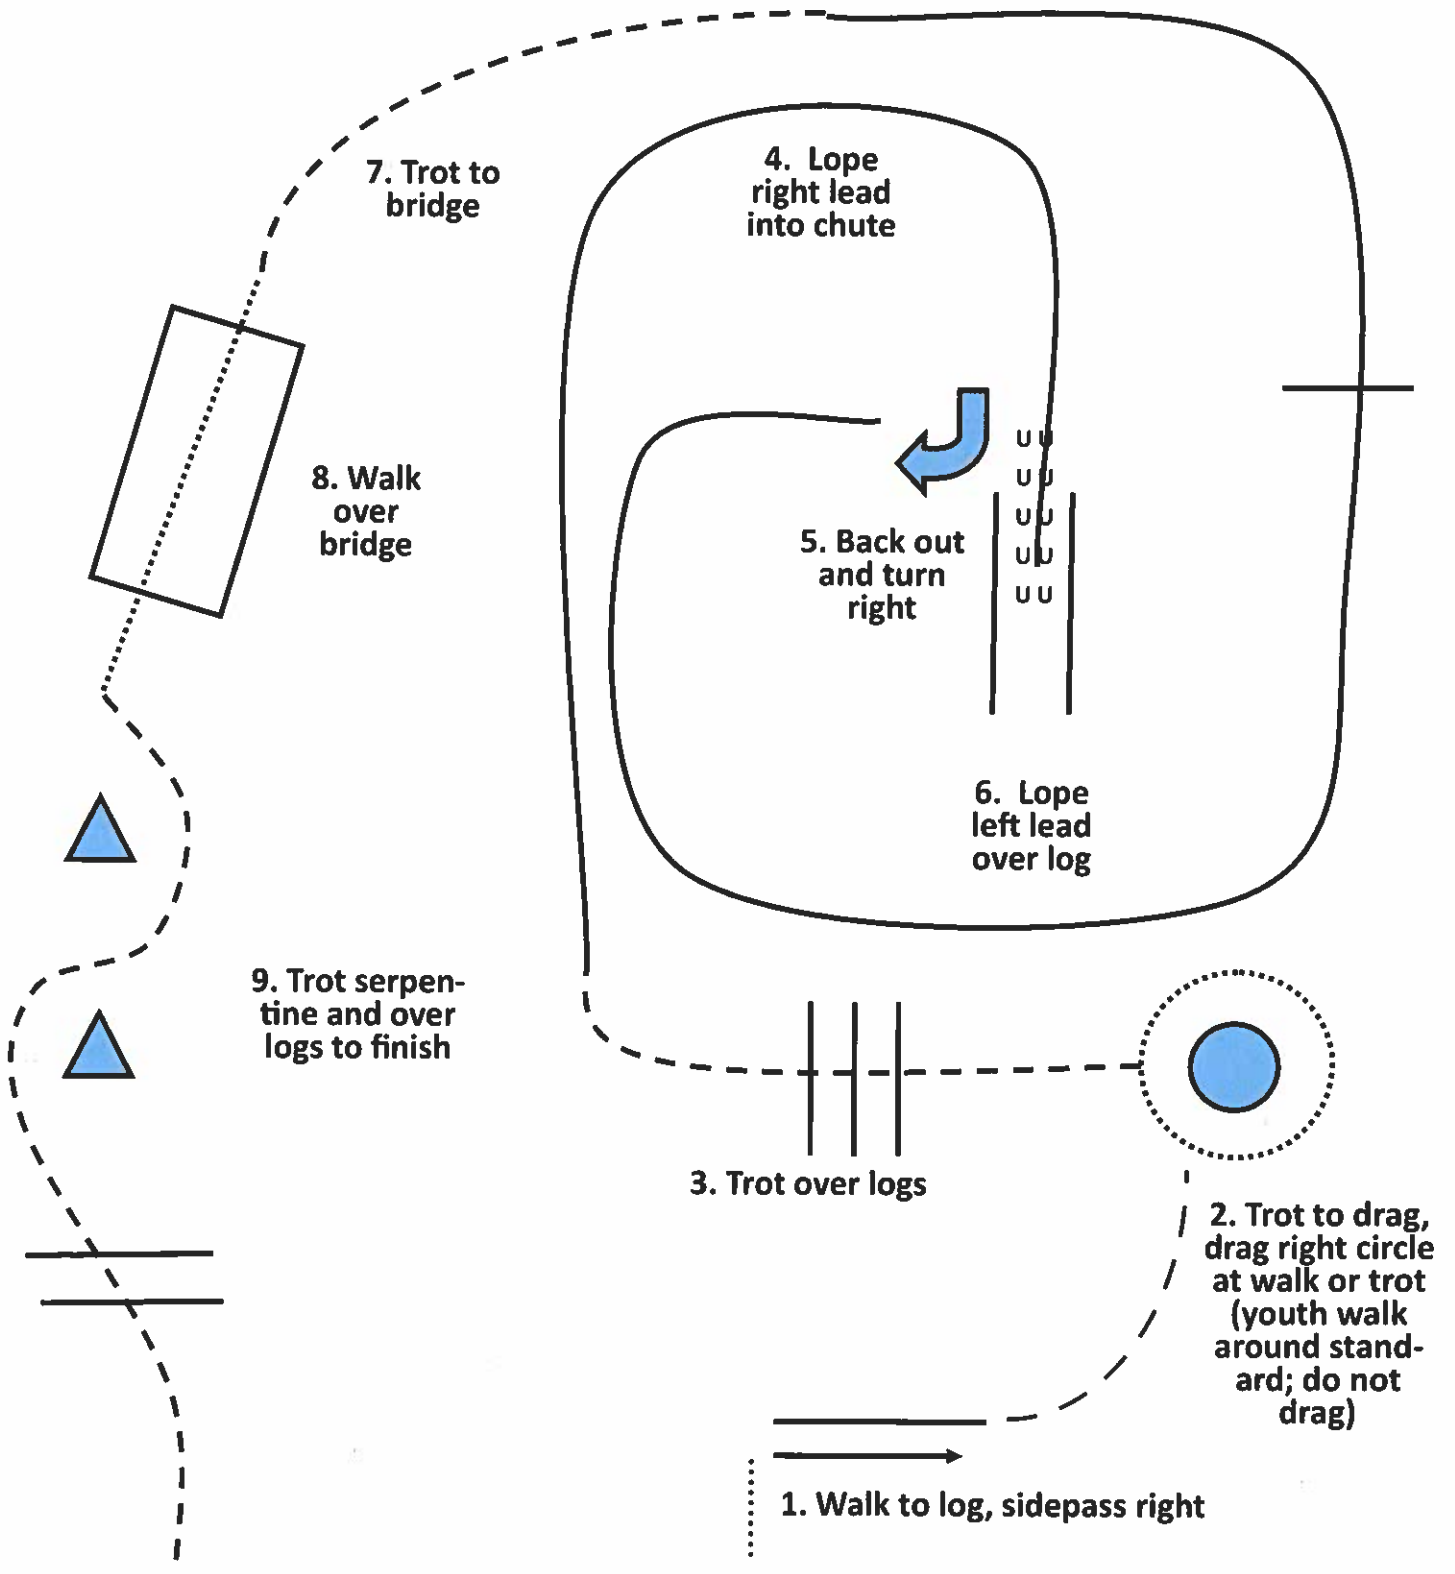 7. Trot to
bridge
4.  Lope
right lead
into chute
U U
U U
U U
U U
U U
8. Walk
over
bridge
5. Back out
and turn
right
6.  Lope
left lead
over log
9. Trot serpen-
tine and over
logs to finish
3. Trot over logs
2. Trot to drag,
drag right circle
at walk or trot
(youth walk
around stand-
ard; do not
drag)
1. Walk to log, sidepass right